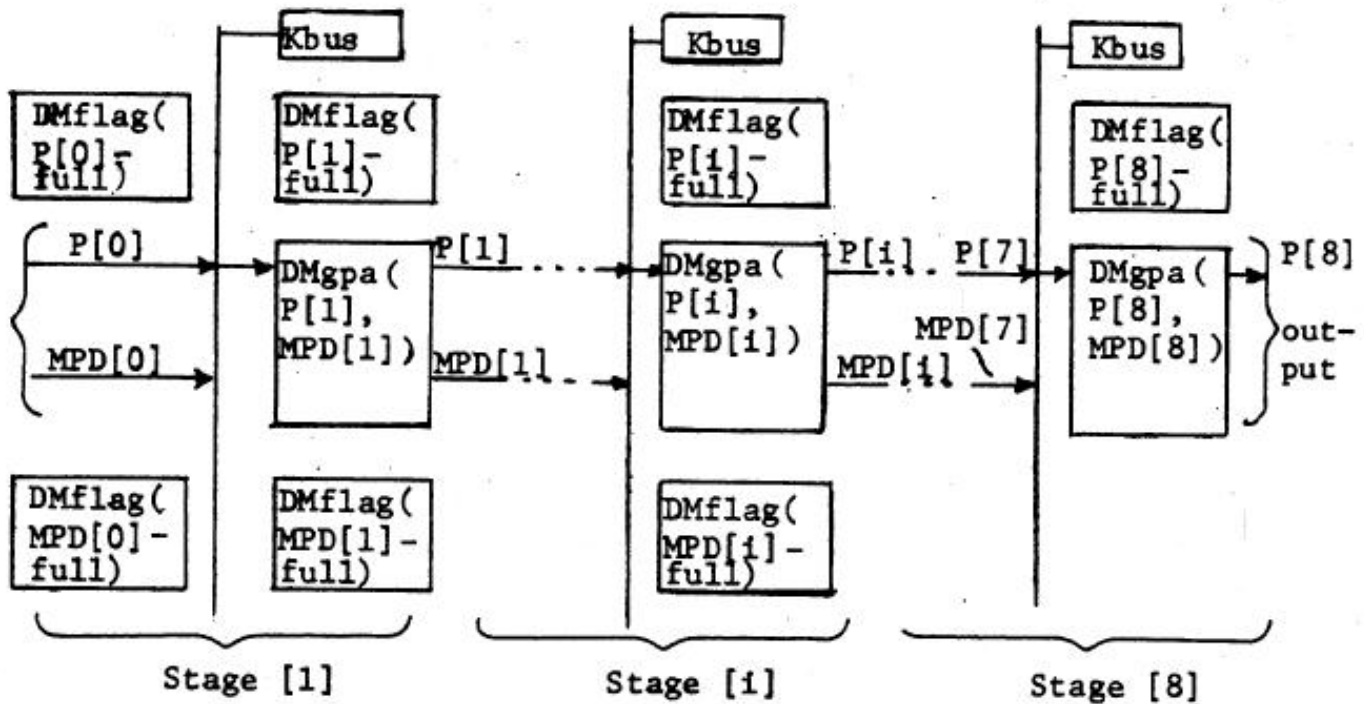 Kbus
Kbus
Kbus
DMflag(
P[0]-
full)
DMflag(
P[1]-
full)
DMflag(
P[i]-
full)
DMflag(
P[8]-
full)
P[0]
MPD[0]
DMgpa(
P[1],
MPD[1])
P[1]
MPD[1]
DMgpa(
P[i],
MPD[i])
P[i]
MPD[i]
P[7]
MPD[7]
DMgpa(
P[8],
MPD[8])
P[8]
out-
put
DMflag(
MPD[0]-
full)
DMflag(
MPD[1]-
full)
DMflag(
MPD[i]-
full)
Stage [1]
Stage [i]
Stage [8]